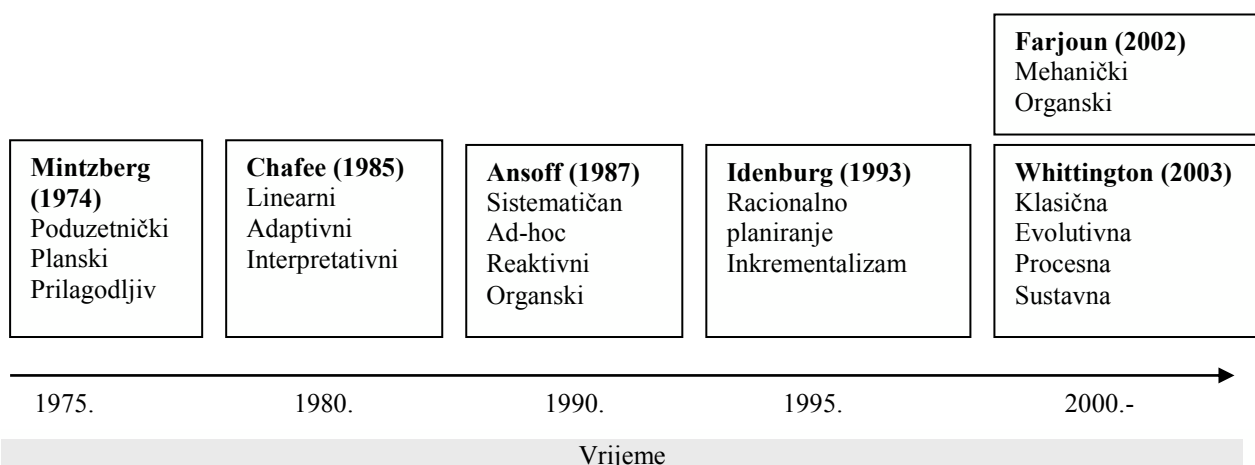 Farjoun (2002)
Mehanički
Organski
Mintzberg
(1974)
Poduzetnički
Planski
Prilagodljiv
Chafee (1985)
Linearni
Adaptivni
Interpretativni
Ansoff (1987)
Sistematičan
Ad-hoc
Reaktivni
Organski
Idenburg (1993)
Racionalno
planiranje
Inkrementalizam
Whittington (2003)
Klasična
Evolutivna
Procesna
Sustavna
1975.
1980.
1990.
1995.
2000.-
Vrijeme